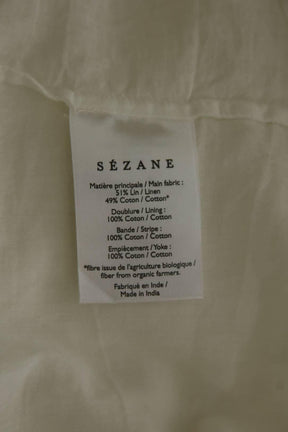 SÉZANE
Matière principale / Main fabric :
51% Lin / Linen
49% Coton / Cotton*
Doublure / Lining :
100% Coton / Cotton
Bande / Stripe :
100% Coton / Cotton
Empiècement / Yoke :
100% Coton / Cotton
*fibre issue de l'agriculture biologique /
fiber from organic farmers.
Fabriqué en Inde /
Made in India